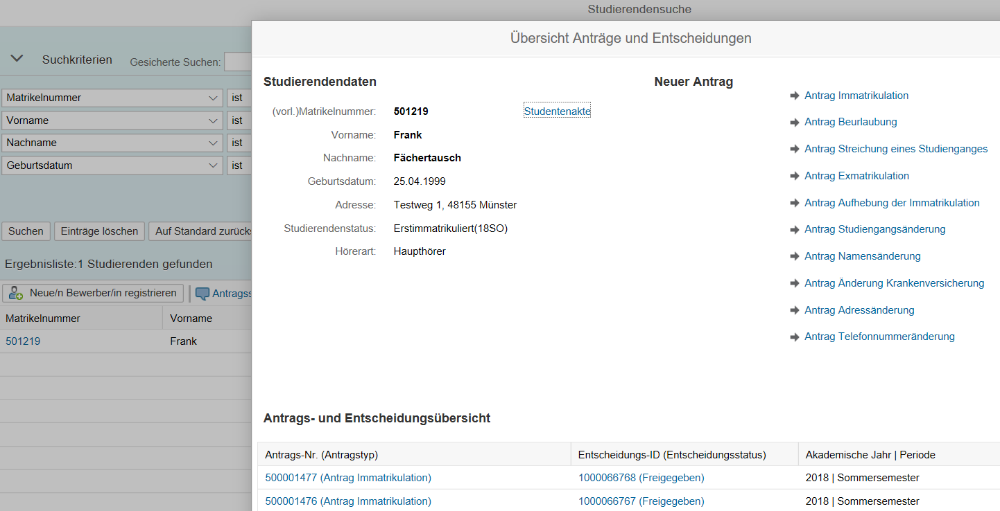 Studierendensuche
Suchkriterien Gesicherte Suchen:
Matrikelnummer ist
Vorname ist
Nachname ist
Geburtsdatum ist
Suchen Einträge löschen Auf Standard zurücks
Ergebnisliste:1 Studierenden gefunden
Neue/n Bewerber/in registrieren Antragss
Matrikelnummer Vorname
501219 Frank
Übersicht Anträge und Entscheidungen
Studierendendaten
(vorl.)Matrikelnummer: 501219 Studentenakte
Vorname: Frank
Nachname: Fächertausch
Geburtsdatum: 25.04.1999
Adresse: Testweg 1, 48155 Münster
Studierendenstatus: Erstimmatrikuliert(18SO)
Hörerart: Haupthörer
Neuer Antrag
Antrag Immatrikulation
Antrag Beurlaubung
Antrag Streichung eines Studienganges
Antrag Exmatrikulation
Antrag Aufhebung der Immatrikulation
Antrag Studiengangsänderung
Antrag Namensänderung
Antrag Änderung Krankenversicherung
Antrag Adressänderung
Antrag Telefonnummeränderung
Antrags- und Entscheidungsübersicht
Antrags-Nr. (Antragstyp) Entscheidungs-ID (Entscheidungsstatus) Akademische Jahr | Periode
500001477 (Antrag Immatrikulation) 1000066768 (Freigegeben) 2018 | Sommersemester
500001476 (Antrag Immatrikulation) 1000066767 (Freigegeben) 2018 | Sommersemester